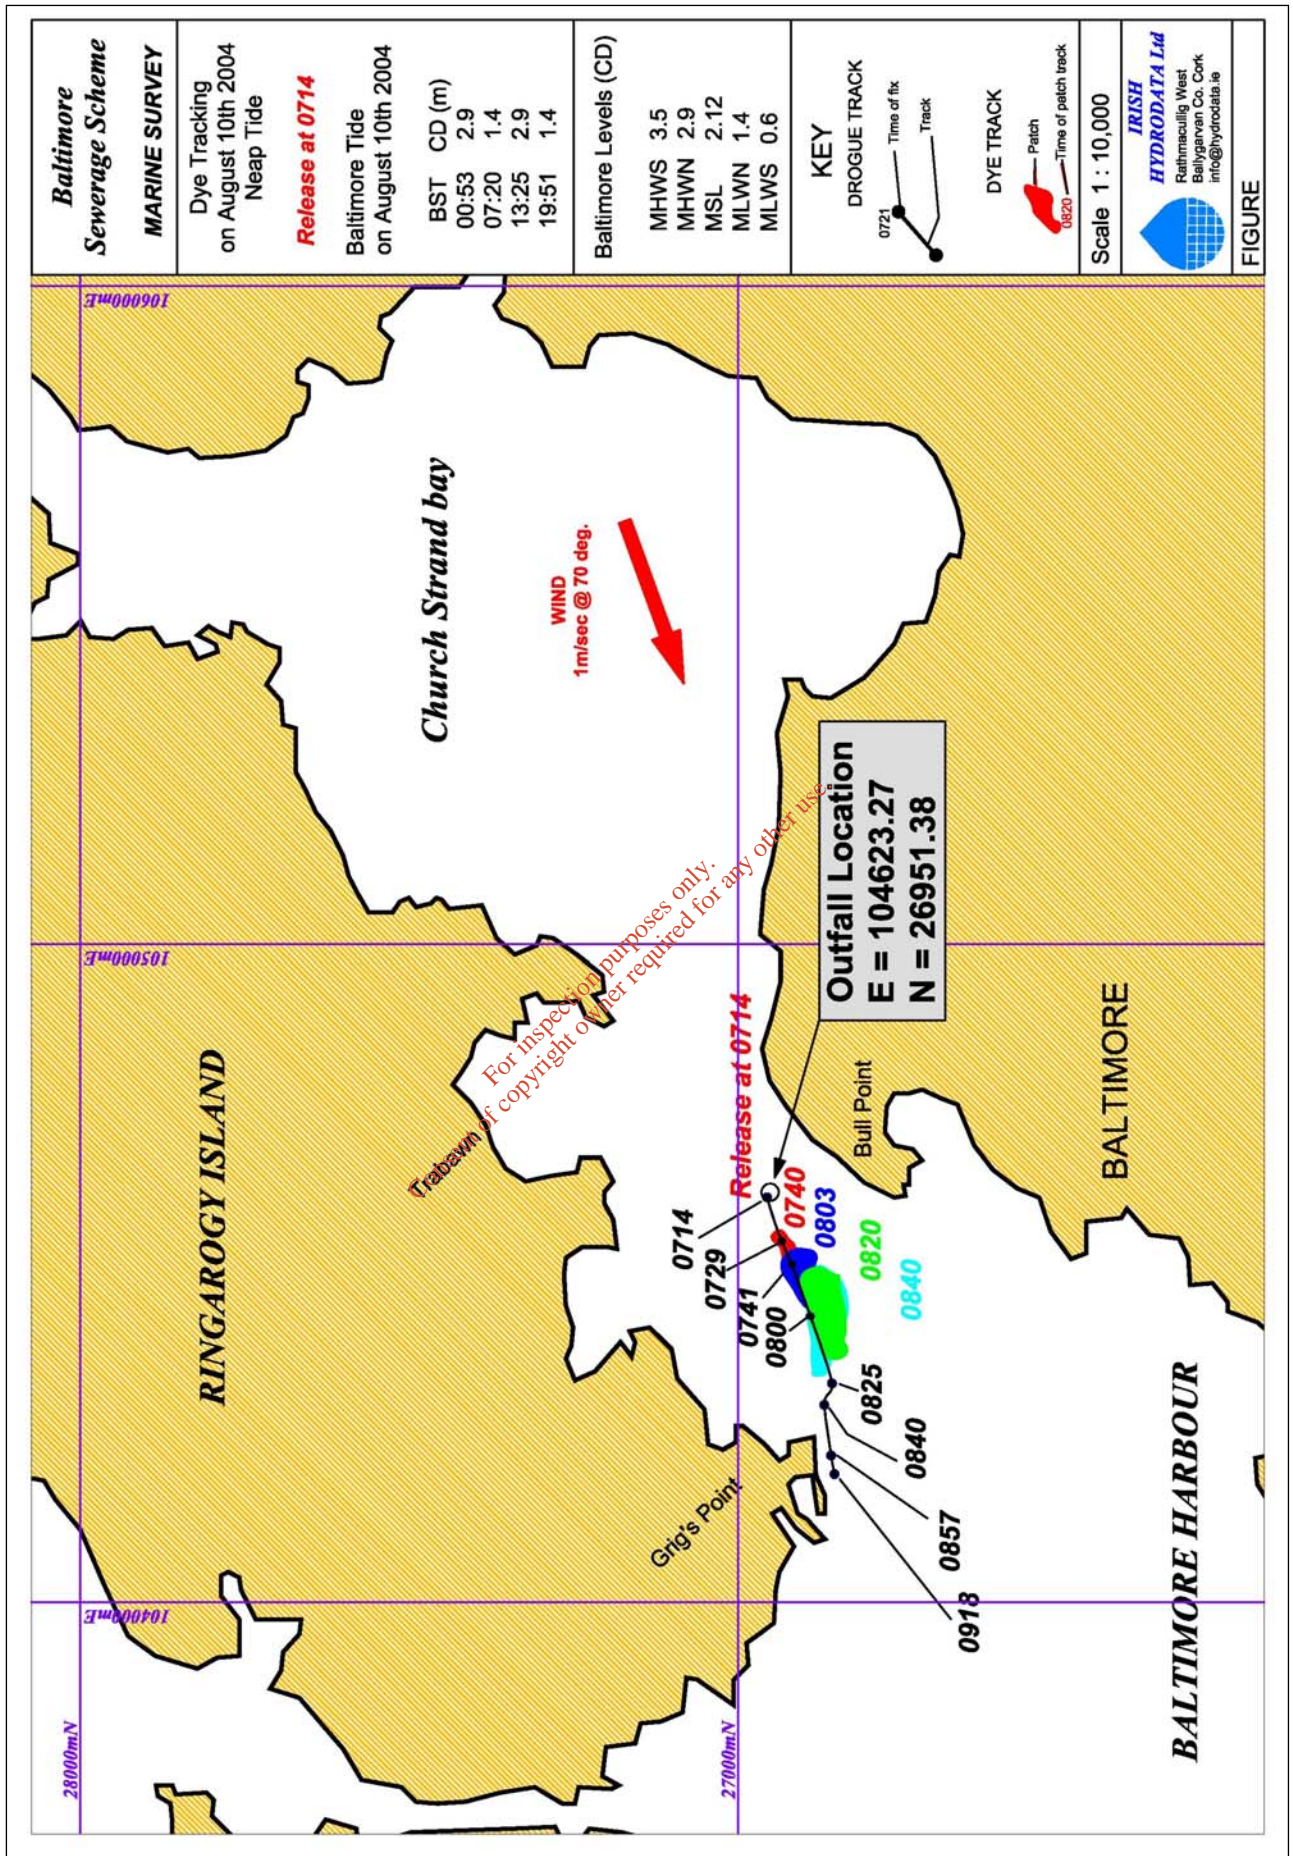 28000mN
27000mN
104000mE
105000mE
106000mE
RINGAROGY ISLAND
Church Strand bay
Trabawn
Grig's Point
WIND
1m/sec @ 70 deg.
Release at 0714
0714
0729
0741
0800
0825
0840
0857
0918
0740
0803
0820
0840
Bull Point
Outfall Location
E = 104623.27
N = 26951.38
BALTIMORE
BALTIMORE HARBOUR
For inspection purposes only.
of copyright owner required for any other use.
Baltimore
Sewerage Scheme
MARINE SURVEY
Dye Tracking
on August 10th 2004
Neap Tide
Release at 0714
Baltimore Tide
on August 10th 2004
BST CD (m)
00:53 2.9
07:20 1.4
13:25 2.9
19:51 1.4
Baltimore Levels (CD)
MHWS 3.5
MHWN 2.9
MSL 2.12
MLWN 1.4
MLWS 0.6
KEY
DROGUE TRACK
0721
Time of fix
Track
DYE TRACK
Patch
0820
Time of patch track
Scale 1 : 10,000
IRISH
HYDRODATA Ltd
Rathmacullig West
Ballygarvan Co. Cork
info@hydrodata.ie
FIGURE